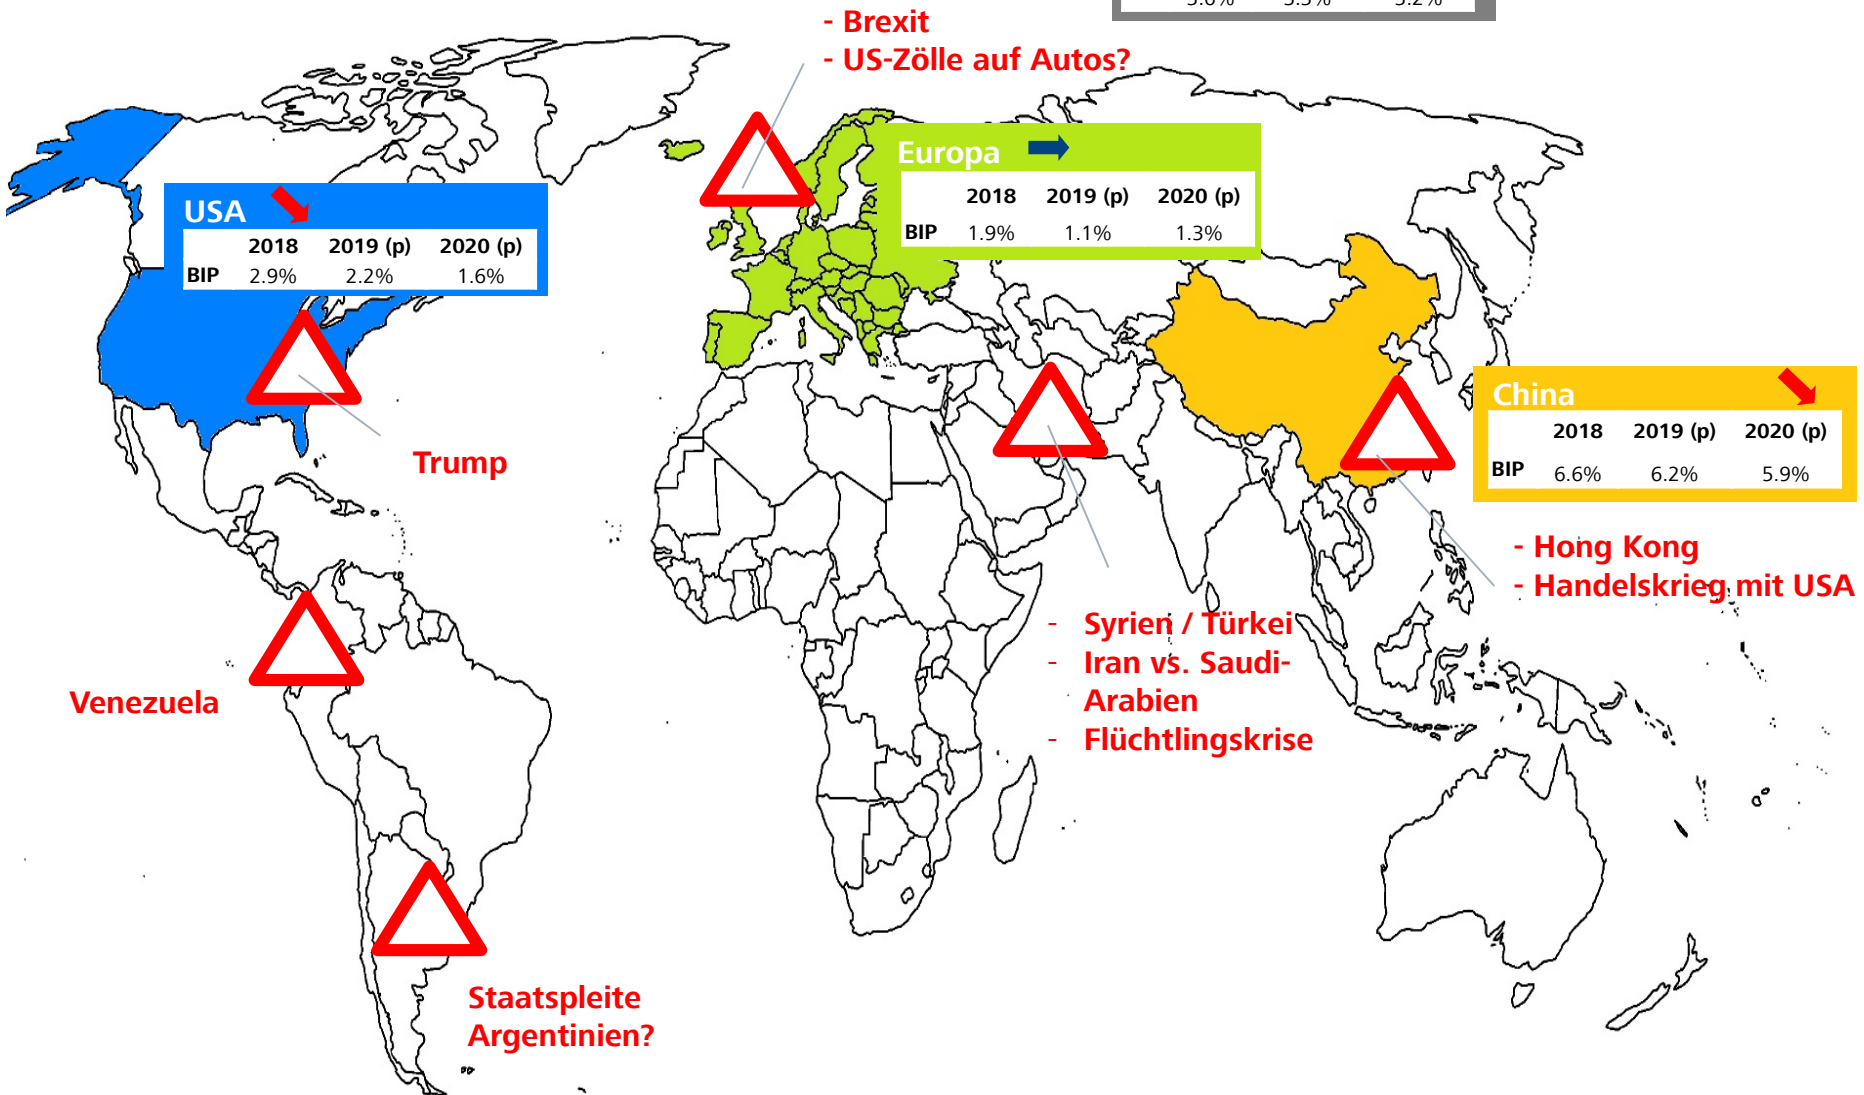 - Brexit
- US-Zölle auf Autos?
Europa
2018 2019 (p) 2020 (p)
BIP 1.9% 1.1% 1.3%
USA
2018 2019 (p) 2020 (p)
BIP 2.9% 2.2% 1.6%
China
2018 2019 (p) 2020 (p)
BIP 6.6% 6.2% 5.9%
Trump
- Hong Kong
- Handelskrieg mit USA
- Syrien / Türkei
- Iran vs. Saudi-
Arabien
- Flüchtlingskrise
Venezuela
Staatspleite
Argentinien?